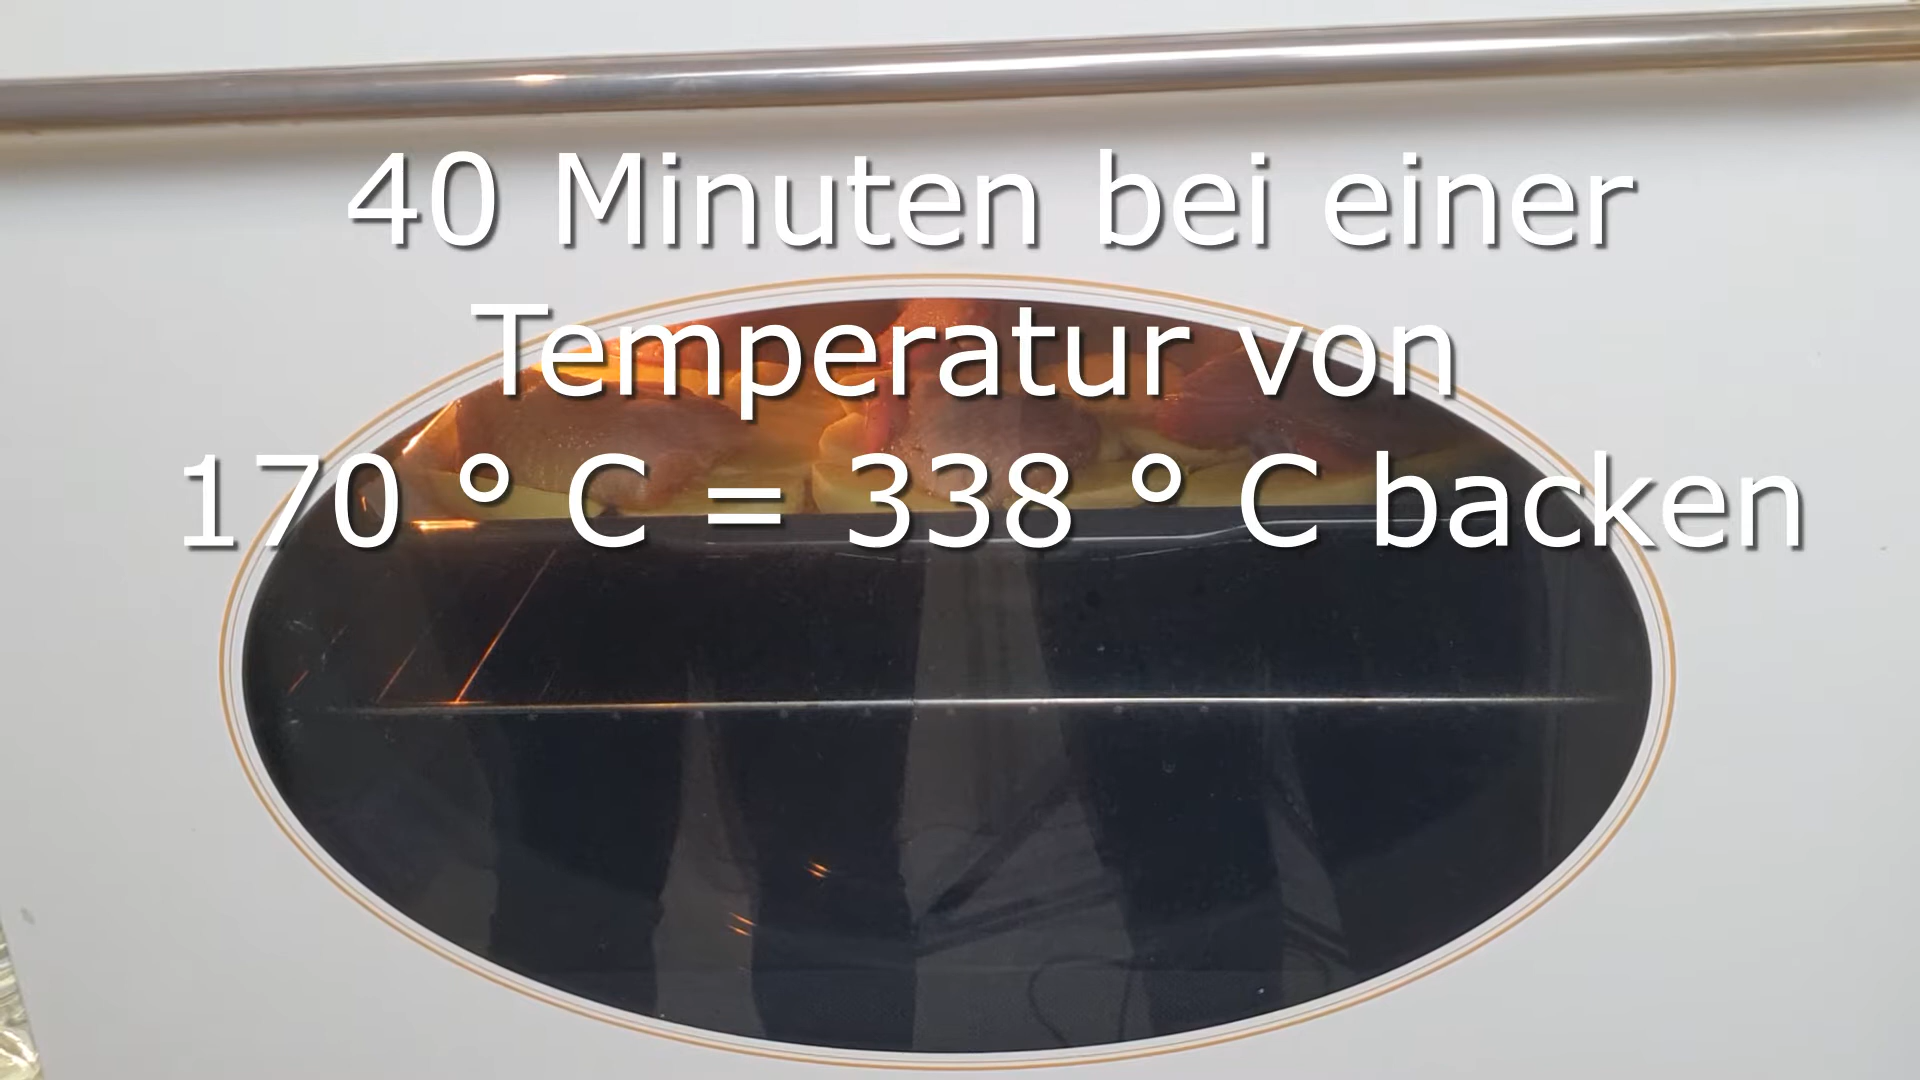 40 Minuten bei einer
Temperatur von
170 ° C = 338 ° C backen